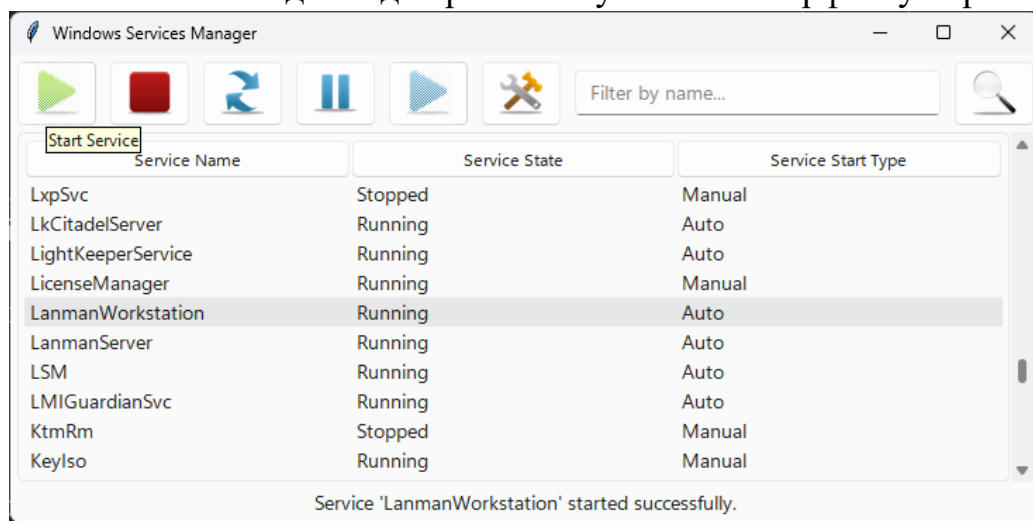 Windows Services Manager
Filter by name...
Start Service
Service Name Service State Service Start Type
LxpSvc Stopped Manual
LkCitadelServer Running Auto
LightKeeperService Running Auto
LicenseManager Running Manual
LanmanWorkstation Running Auto
LanmanServer Running Auto
LSM Running Auto
LMIGuardianSvc Running Auto
KtmRm Stopped Manual
KeyIso Running Manual
Service 'LanmanWorkstation' started successfully.